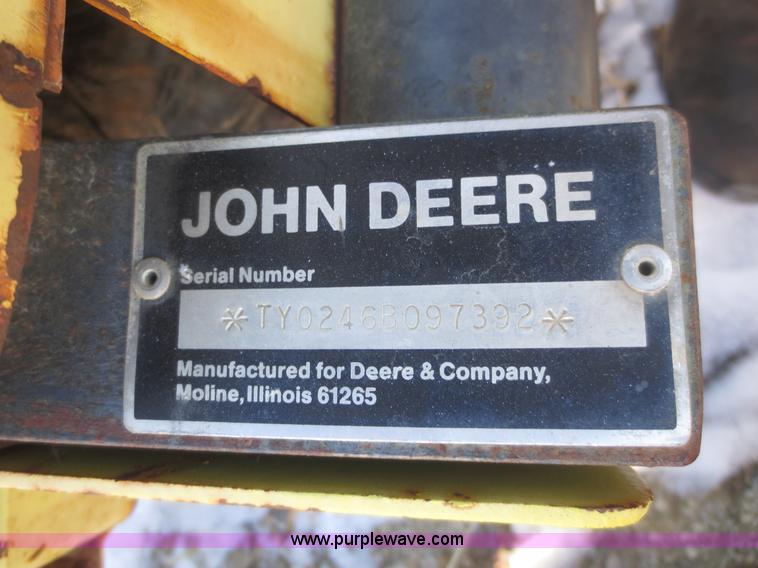 JOHN DEERE
Serial Number
*TY0246B097392*
Manufactured for Deere & Company,
Moline, Illinois 61265
www.purplewave.com